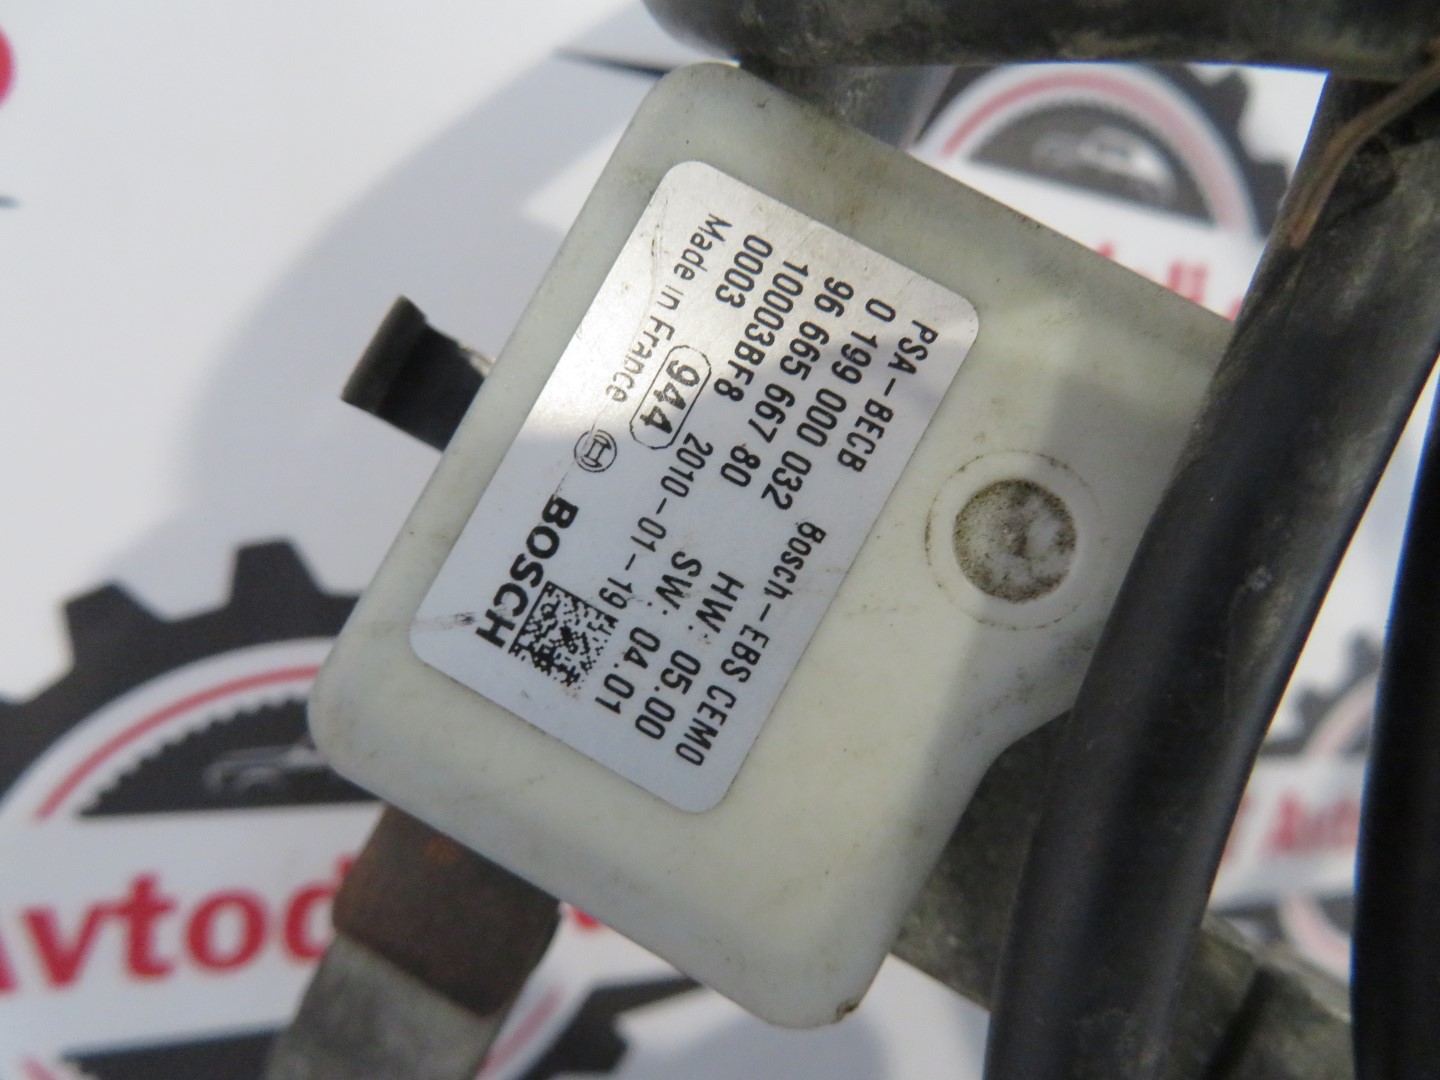 PSA-BECB
0 199 000 032 Bosch-EBS CEM0
96 665 667 80 HW: 05.00
10003BF8 SW: 04.01
0003 944 2010-01-19
Made in France BOSCH
Avtod